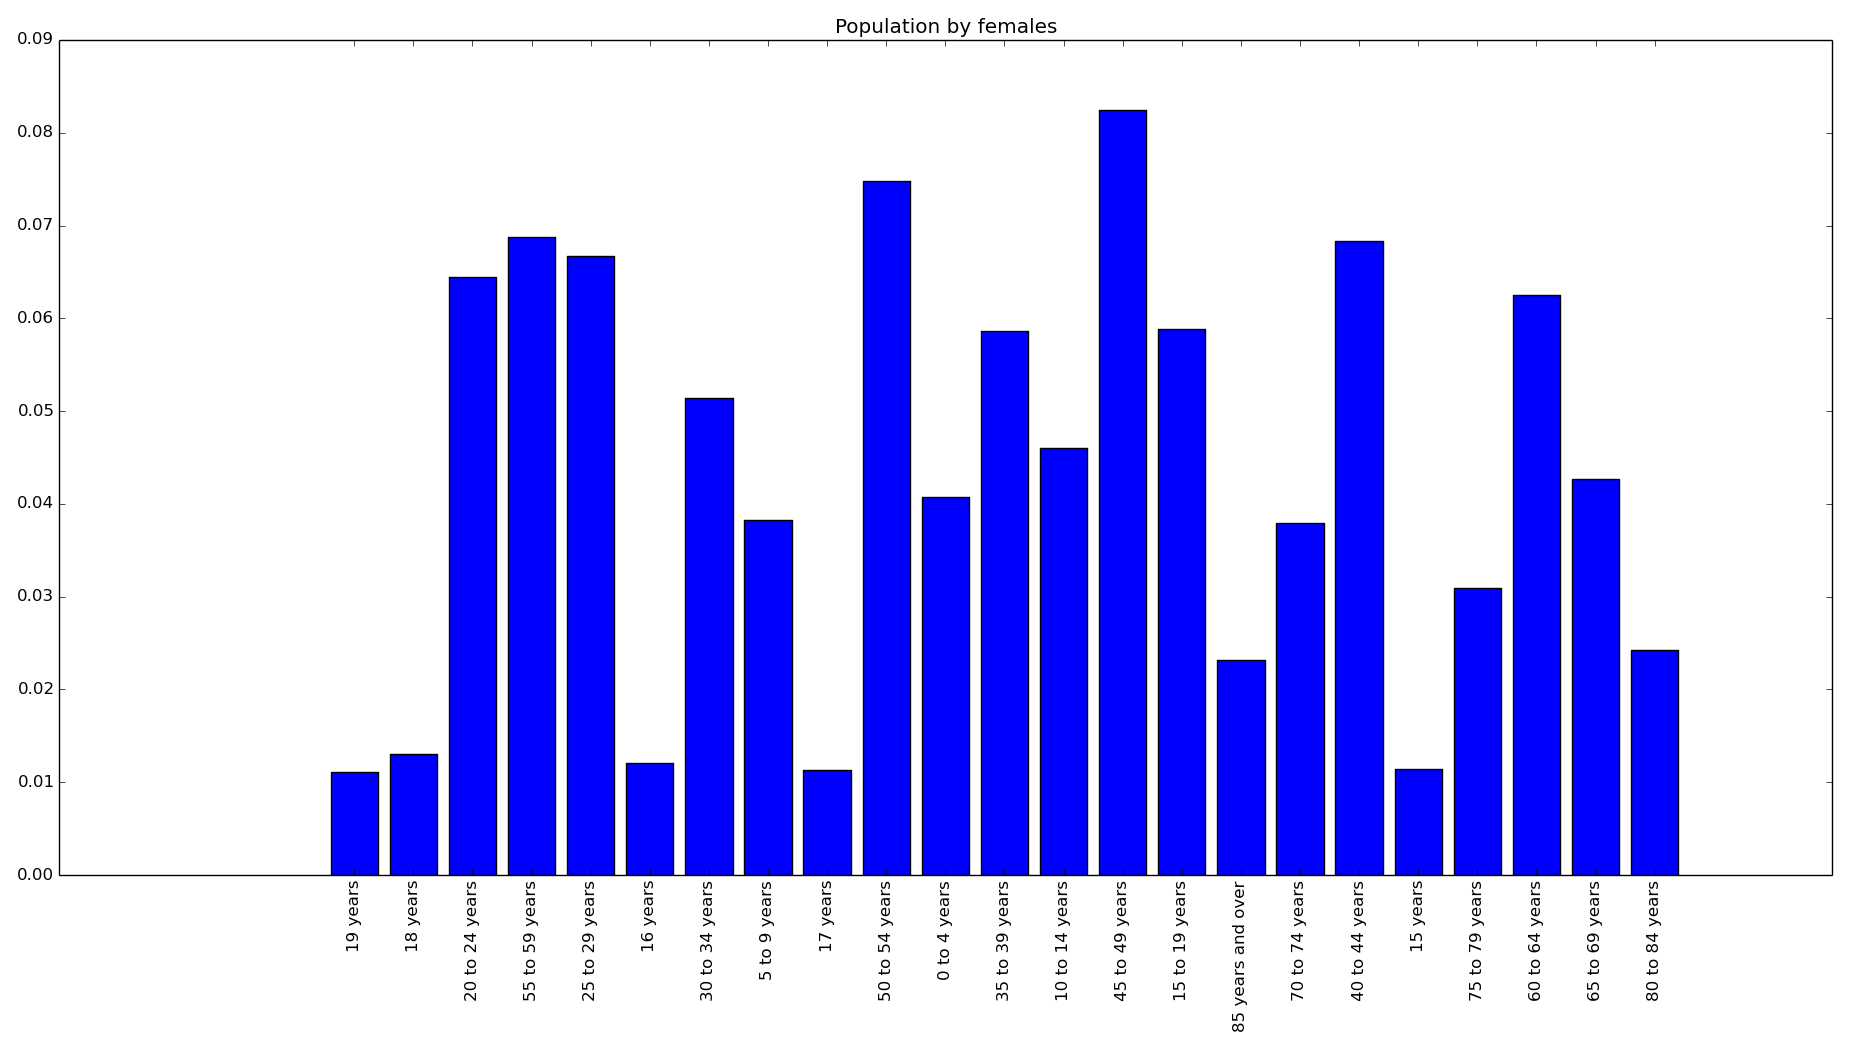 Population by females
0.09
0.08
0.07
0.06
0.05
0.04
0.03
0.02
0.01
0.00
19 years
18 years
20 to 24 years
55 to 59 years
25 to 29 years
16 years
30 to 34 years
5 to 9 years
17 years
50 to 54 years
0 to 4 years
35 to 39 years
10 to 14 years
45 to 49 years
15 to 19 years
85 years and over
70 to 74 years
40 to 44 years
15 years
75 to 79 years
60 to 64 years
65 to 69 years
80 to 84 years